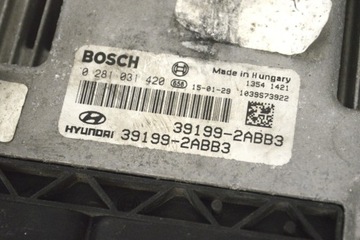 BOSCH
Made in Hungary
0 281 031 420 15-01-29
1354 1421
1039S73922
39199-2ABB3
HYUNDAI 39199-2ABB3